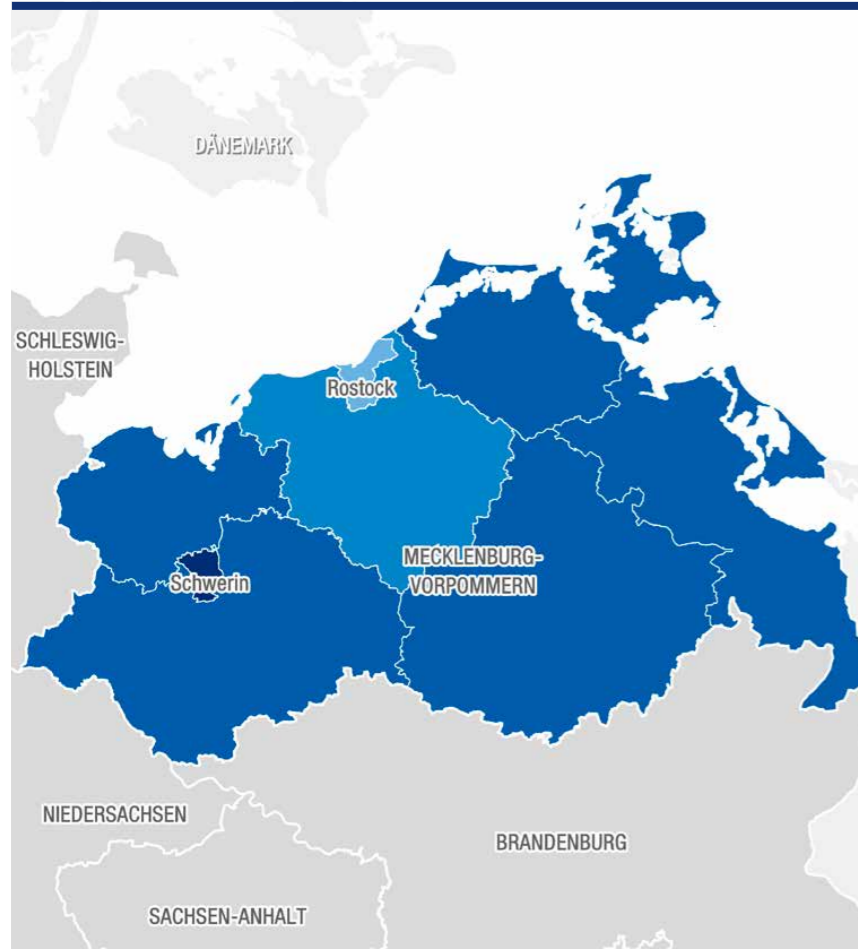 DÄNEMARK
SCHLESWIG-
HOLSTEIN
Rostock
MECKLENBURG-
VORPOMMERN
Schwerin
NIEDERSACHSEN
BRANDENBURG
SACHSEN-ANHALT